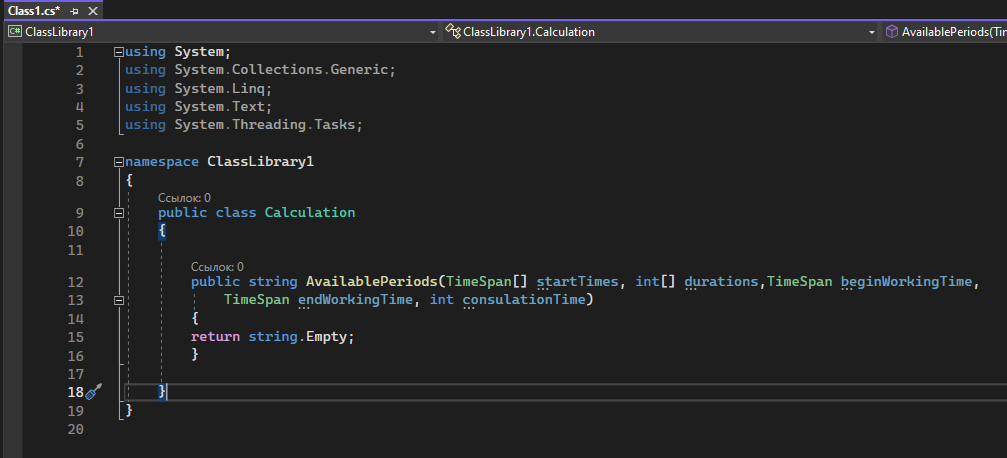 Class1.cs*
ClassLibrary1 ClassLibrary1.Calculation AvailablePeriods(Tim
1 using System;
2 using System.Collections.Generic;
3 using System.Linq;
4 using System.Text;
5 using System.Threading.Tasks;
6
7 namespace ClassLibrary1
8 {
Ссылок: 0
9 public class Calculation
10 {
11
Ссылок: 0
12 public string AvailablePeriods(TimeSpan[] startTimes, int[] durations,TimeSpan beginWorkingTime,
13 TimeSpan endWorkingTime, int consulationTime)
14 {
15 return string.Empty;
16 }
17
18 }
19 }
20